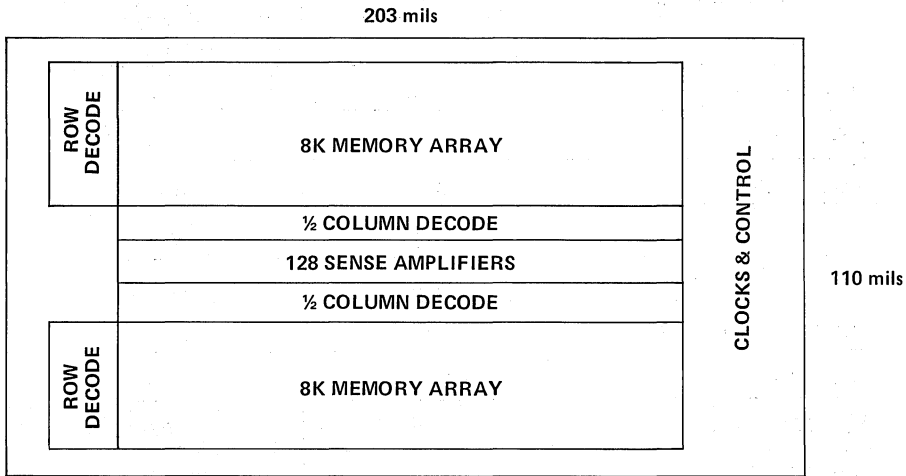 203 mils
ROW
DECODE
8K MEMORY ARRAY
½ COLUMN DECODE
128 SENSE AMPLIFIERS
½ COLUMN DECODE
ROW
DECODE
8K MEMORY ARRAY
CLOCKS & CONTROL
110 mils